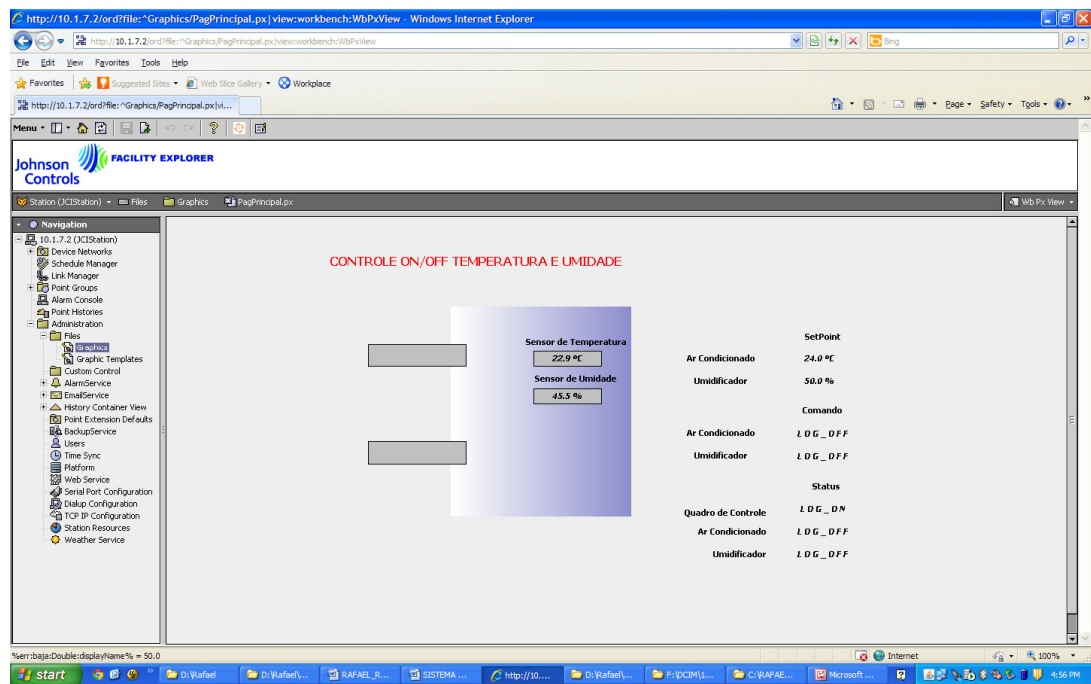 http://10.1.7.2/ord?file:^Graphics/PagPrincipal.px|view:workbench:WbPxView - Windows Internet Explorer
http://10.1.7.2/ord?file:^Graphics/PagPrincipal.px|view:workbench:WbPxView
Bing
File Edit View Favorites Tools Help
Favorites Suggested Sites Web Slice Gallery Workplace
http://10.1.7.2/ord?file:^Graphics/PagPrincipal.px|vi...
Page Safety Tools
Menu
Johnson Controls
FACILITY EXPLORER
Station (JCIStation) Files Graphics PagPrincipal.px
Wb Px View
Navigation
10.1.7.2 (JCIStation)
Device Networks
Schedule Manager
Link Manager
Point Groups
Alarm Console
Point Histories
Administration
Files
Graphics
Graphic Templates
Custom Control
AlarmService
EmailService
History Container View
Point Extension Defaults
BackupService
Users
Time Sync
Platform
Web Service
Serial Port Configuration
Dialup Configuration
TCP IP Configuration
Station Resources
Weather Service
CONTROLE ON/OFF TEMPERATURA E UMIDADE
Sensor de Temperatura
22.9 ºC
Sensor de Umidade
45.5 %
SetPoint
Ar Condicionado 24.0 ºC
Umidificador 50.0 %
Comando
Ar Condicionado LOG_OFF
Umidificador LOG_OFF
Status
Quadro de Controle LOG_ON
Ar Condicionado LOG_OFF
Umidificador LOG_OFF
%err:baja:Double:displayName% = 50.0
Internet
100%
start
D:\Rafael
D:\Rafael\...
RAFAEL_R...
SISTEMA ...
http://10....
D:\Rafael\...
F:\DCIM\1...
C:\RAFAE...
Microsoft ...
4:56 PM